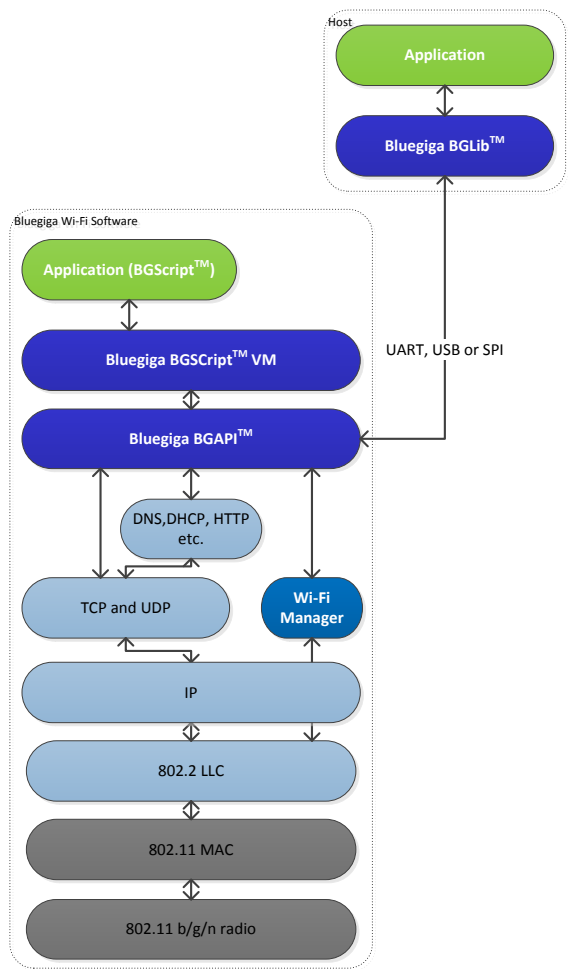 Host
Application
Bluegiga BGLib™
Bluegiga Wi-Fi Software
Application (BGScript™)
Bluegiga BGSCript™ VM
UART, USB or SPI
Bluegiga BGAPI™
DNS,DHCP, HTTP
etc.
TCP and UDP
Wi-Fi
Manager
IP
802.2 LLC
802.11 MAC
802.11 b/g/n radio